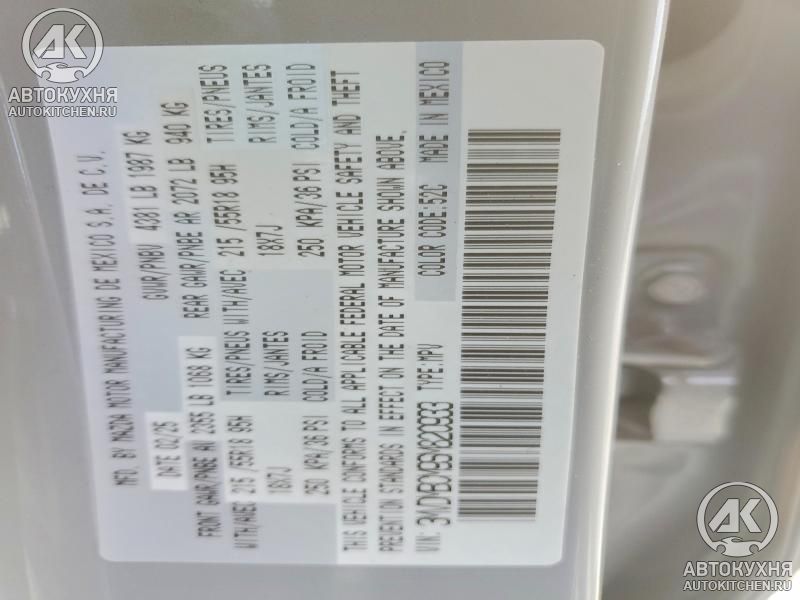 АВТОКУХНЯ
AUTOKITCHEN.RU
MFD. BY MAZDA MOTOR MANUFACTURING DE MEXICO S.A. DE C.V.
DATE 02/25 GVWR/PNBV 4381 LB 1987 KG
FRONT GAWR/PNBE AV 2355 LB 1068 KG REAR GAWR/PNBE AR 2072 LB 940 KG
WITH/AVEC 215 /55R18 95H TIRES/PNEUS WITH/AVEC 215 /55R18 95H TIRES/PNEUS
18X7J RIMS/JANTES 18X7J RIMS/JANTES
250 KPA/36 PSI COLD/A FROID 250 KPA/36 PSI COLD/A FROID
THIS VEHICLE CONFORMS TO ALL APPLICABLE FEDERAL MOTOR VEHICLE SAFETY AND THEFT
PREVENTION STANDARDS IN EFFECT ON THE DATE OF MANUFACTURE SHOWN ABOVE.
VIN: TYPE:MPV COLOR CODE:52C MADE IN MEXICO
АВТОКУХНЯ
AUTOKITCHEN.RU